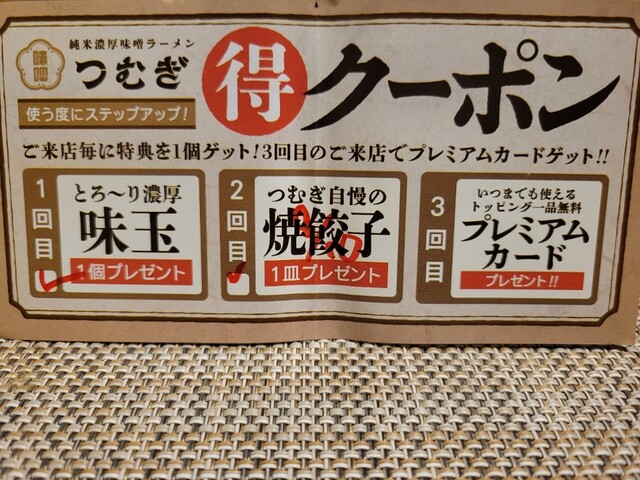 味噌
純米濃厚味噌ラーメン
つむぎ
得クーポン
使う度にステップアップ!
ご来店毎に特典を1個ゲット!3回目のご来店でプレミアムカードゲット!!
1回目
とろ〜り濃厚
味玉
1個プレゼント
2回目
つむぎ自慢の
焼餃子
1皿プレゼント
3回目
いつまでも使える
トッピング一品無料
プレミアム
カード
プレゼント!!